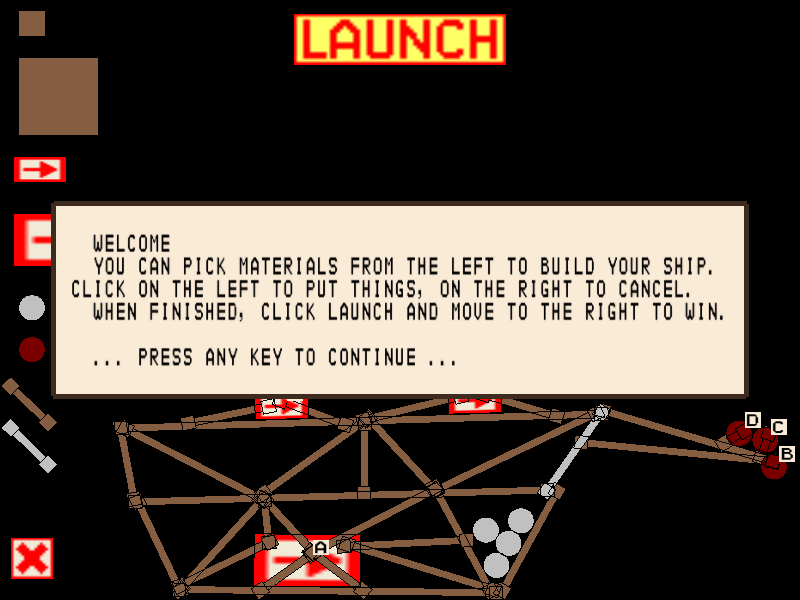 LAUNCH
WELCOME
YOU CAN PICK MATERIALS FROM THE LEFT TO BUILD YOUR SHIP.
CLICK ON THE LEFT TO PUT THINGS, ON THE RIGHT TO CANCEL.
WHEN FINISHED, CLICK LAUNCH AND MOVE TO THE RIGHT TO WIN.
... PRESS ANY KEY TO CONTINUE ...
D
C
B
A